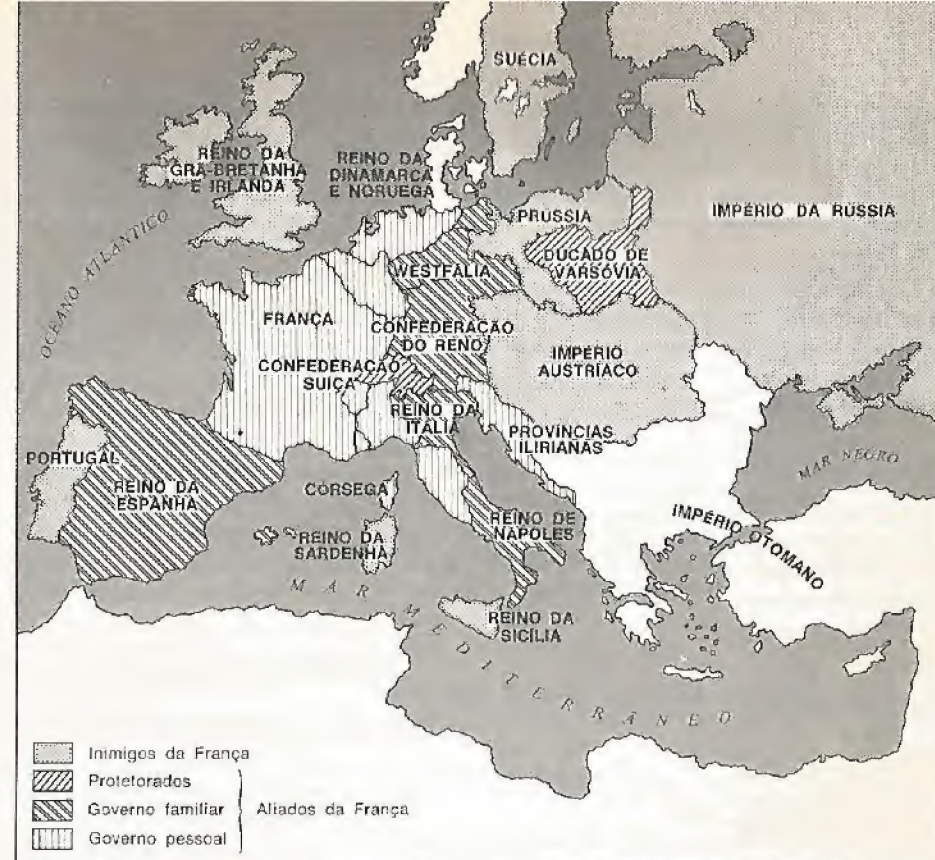 SUÉCIA
REINO DA
GRÃ-BRETANHA
E IRLANDA
REINO DA
DINAMARCA
E NORUEGA
OCEANO ATLÂNTICO
PRÚSSIA
IMPÉRIO DA RÚSSIA
DUCADO DE
VARSÓVIA
WESTFÁLIA
FRANÇA
CONFEDERAÇÃO
DO RENO
CONFEDERAÇÃO
SUÍÇA
IMPÉRIO
AUSTRÍACO
REINO DA
ITÁLIA
PROVÍNCIAS
ILIRIANAS
MAR NEGRO
PORTUGAL
REINO DA
ESPANHA
CÓRSEGA
REINO DA
SARDENHA
REINO DE
NÁPOLES
IMPÉRIO OTOMANO
REINO DA
SICÍLIA
MAR MEDITERRÂNEO
Inimigos da França
Protetorados
Governo familiar
Aliados da França
Governo pessoal